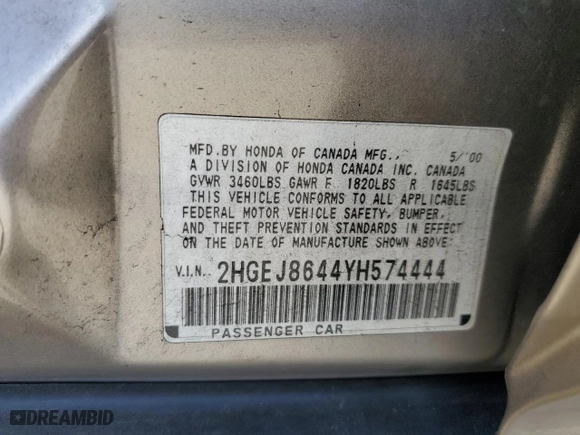 MFD. BY HONDA OF CANADA MFG., 5/'00
A DIVISION OF HONDA CANADA INC. CANADA
GVWR 3460LBS GAWR F 1820LBS R 1645LBS
THIS VEHICLE CONFORMS TO ALL APPLICABLE
FEDERAL MOTOR VEHICLE SAFETY, BUMPER,
AND THEFT PREVENTION STANDARDS IN EFFECT
ON THE DATE OF MANUFACTURE SHOWN ABOVE:
V.I.N.: 2HGEJ8644YH574444
PASSENGER CAR
DREAMBID